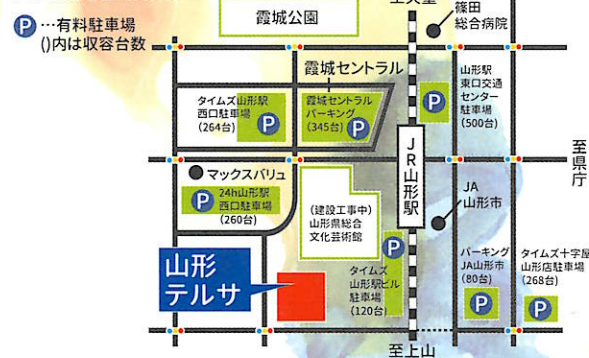 霞城公園
篠田
総合病院
P …有料駐車場
()内は収容台数
霞城セントラル
タイムズ山形駅
西口駐車場
(264台)
P
霞城セントラル
パーキング
(345台)
P
P
山形駅
東口交通
センター
駐車場
(500台)
JR山形駅
至県庁
マックスバリュ
P
24h山形駅
西口駐車場
(260台)
(建設工事中)
山形県総合
文化芸術館
JA
山形市
山形
テルサ
P
タイムズ
山形駅ビル
駐車場
(120台)
パーキング
JA山形市
(80台)
P
タイムズ十字屋
山形店駐車場
(268台)
P
至上山